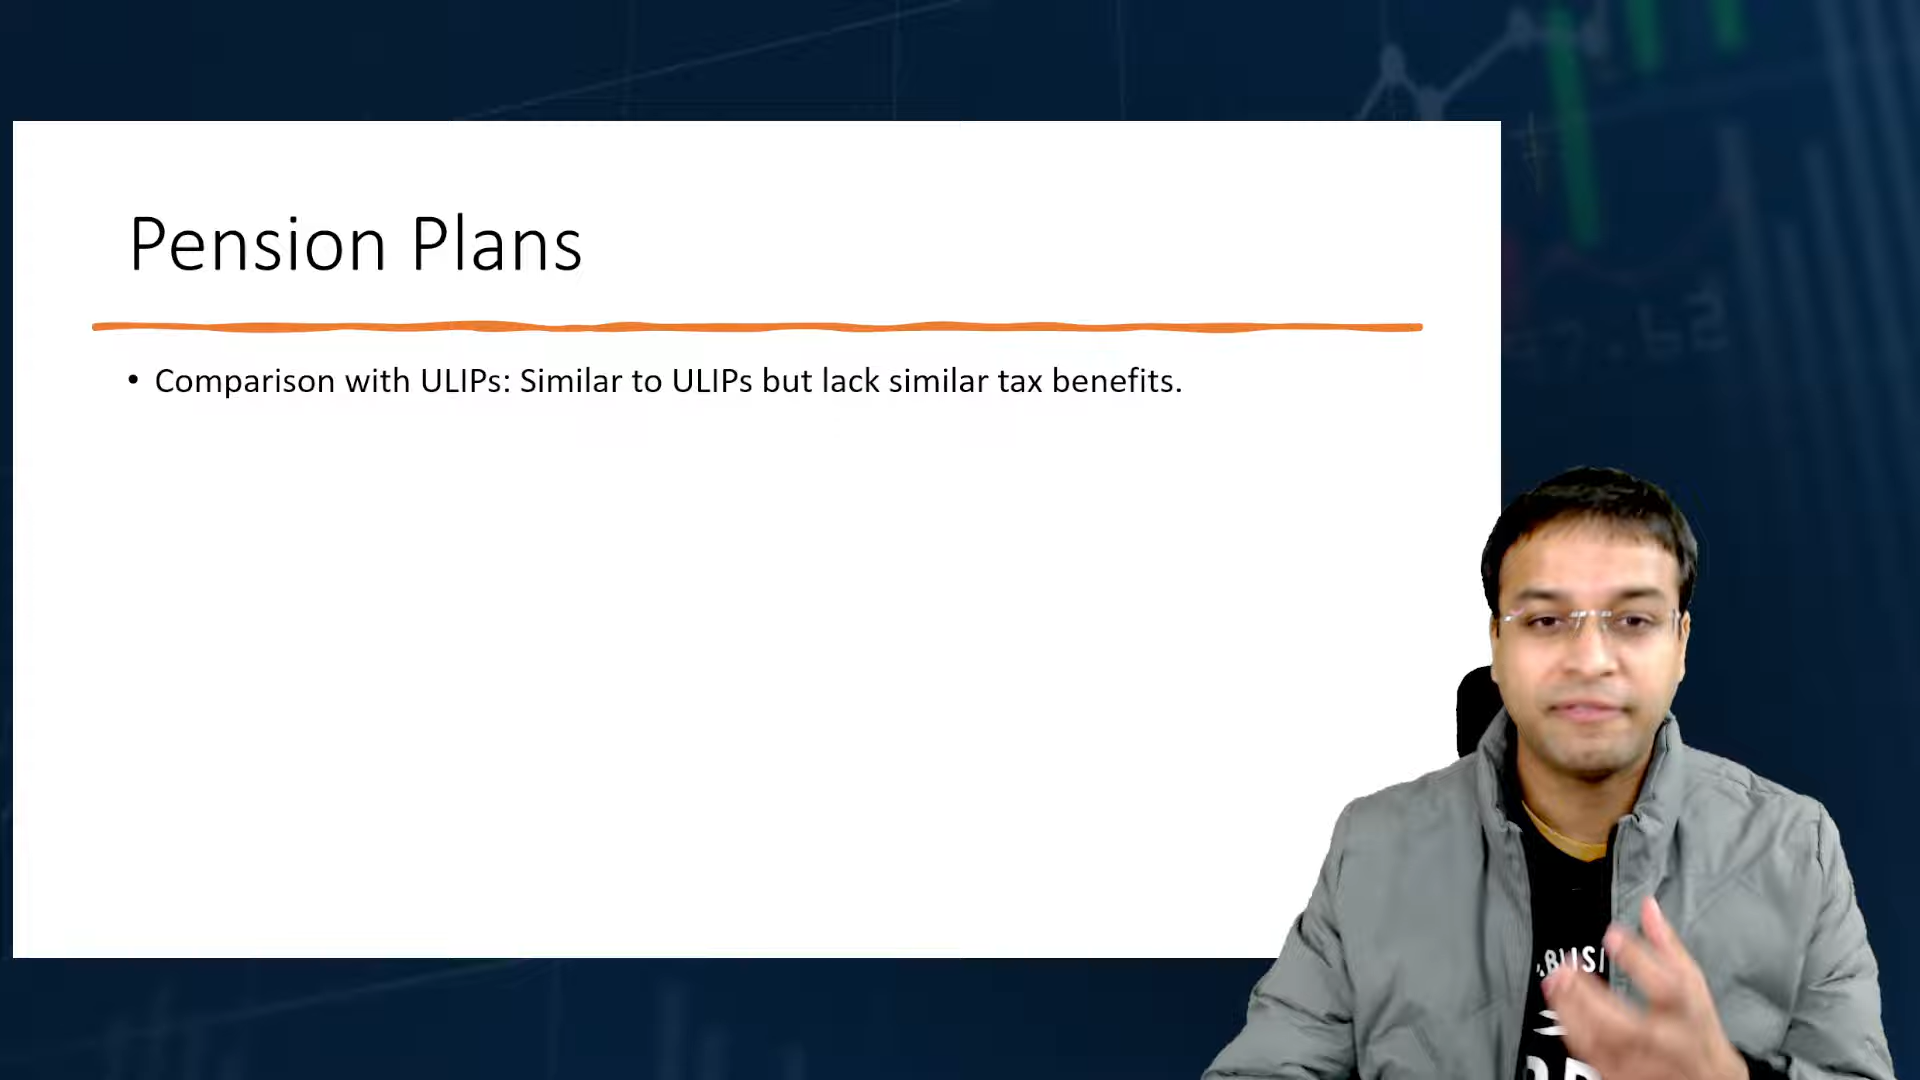 Pension Plans
• Comparison with ULIPs: Similar to ULIPs but lack similar tax benefits.